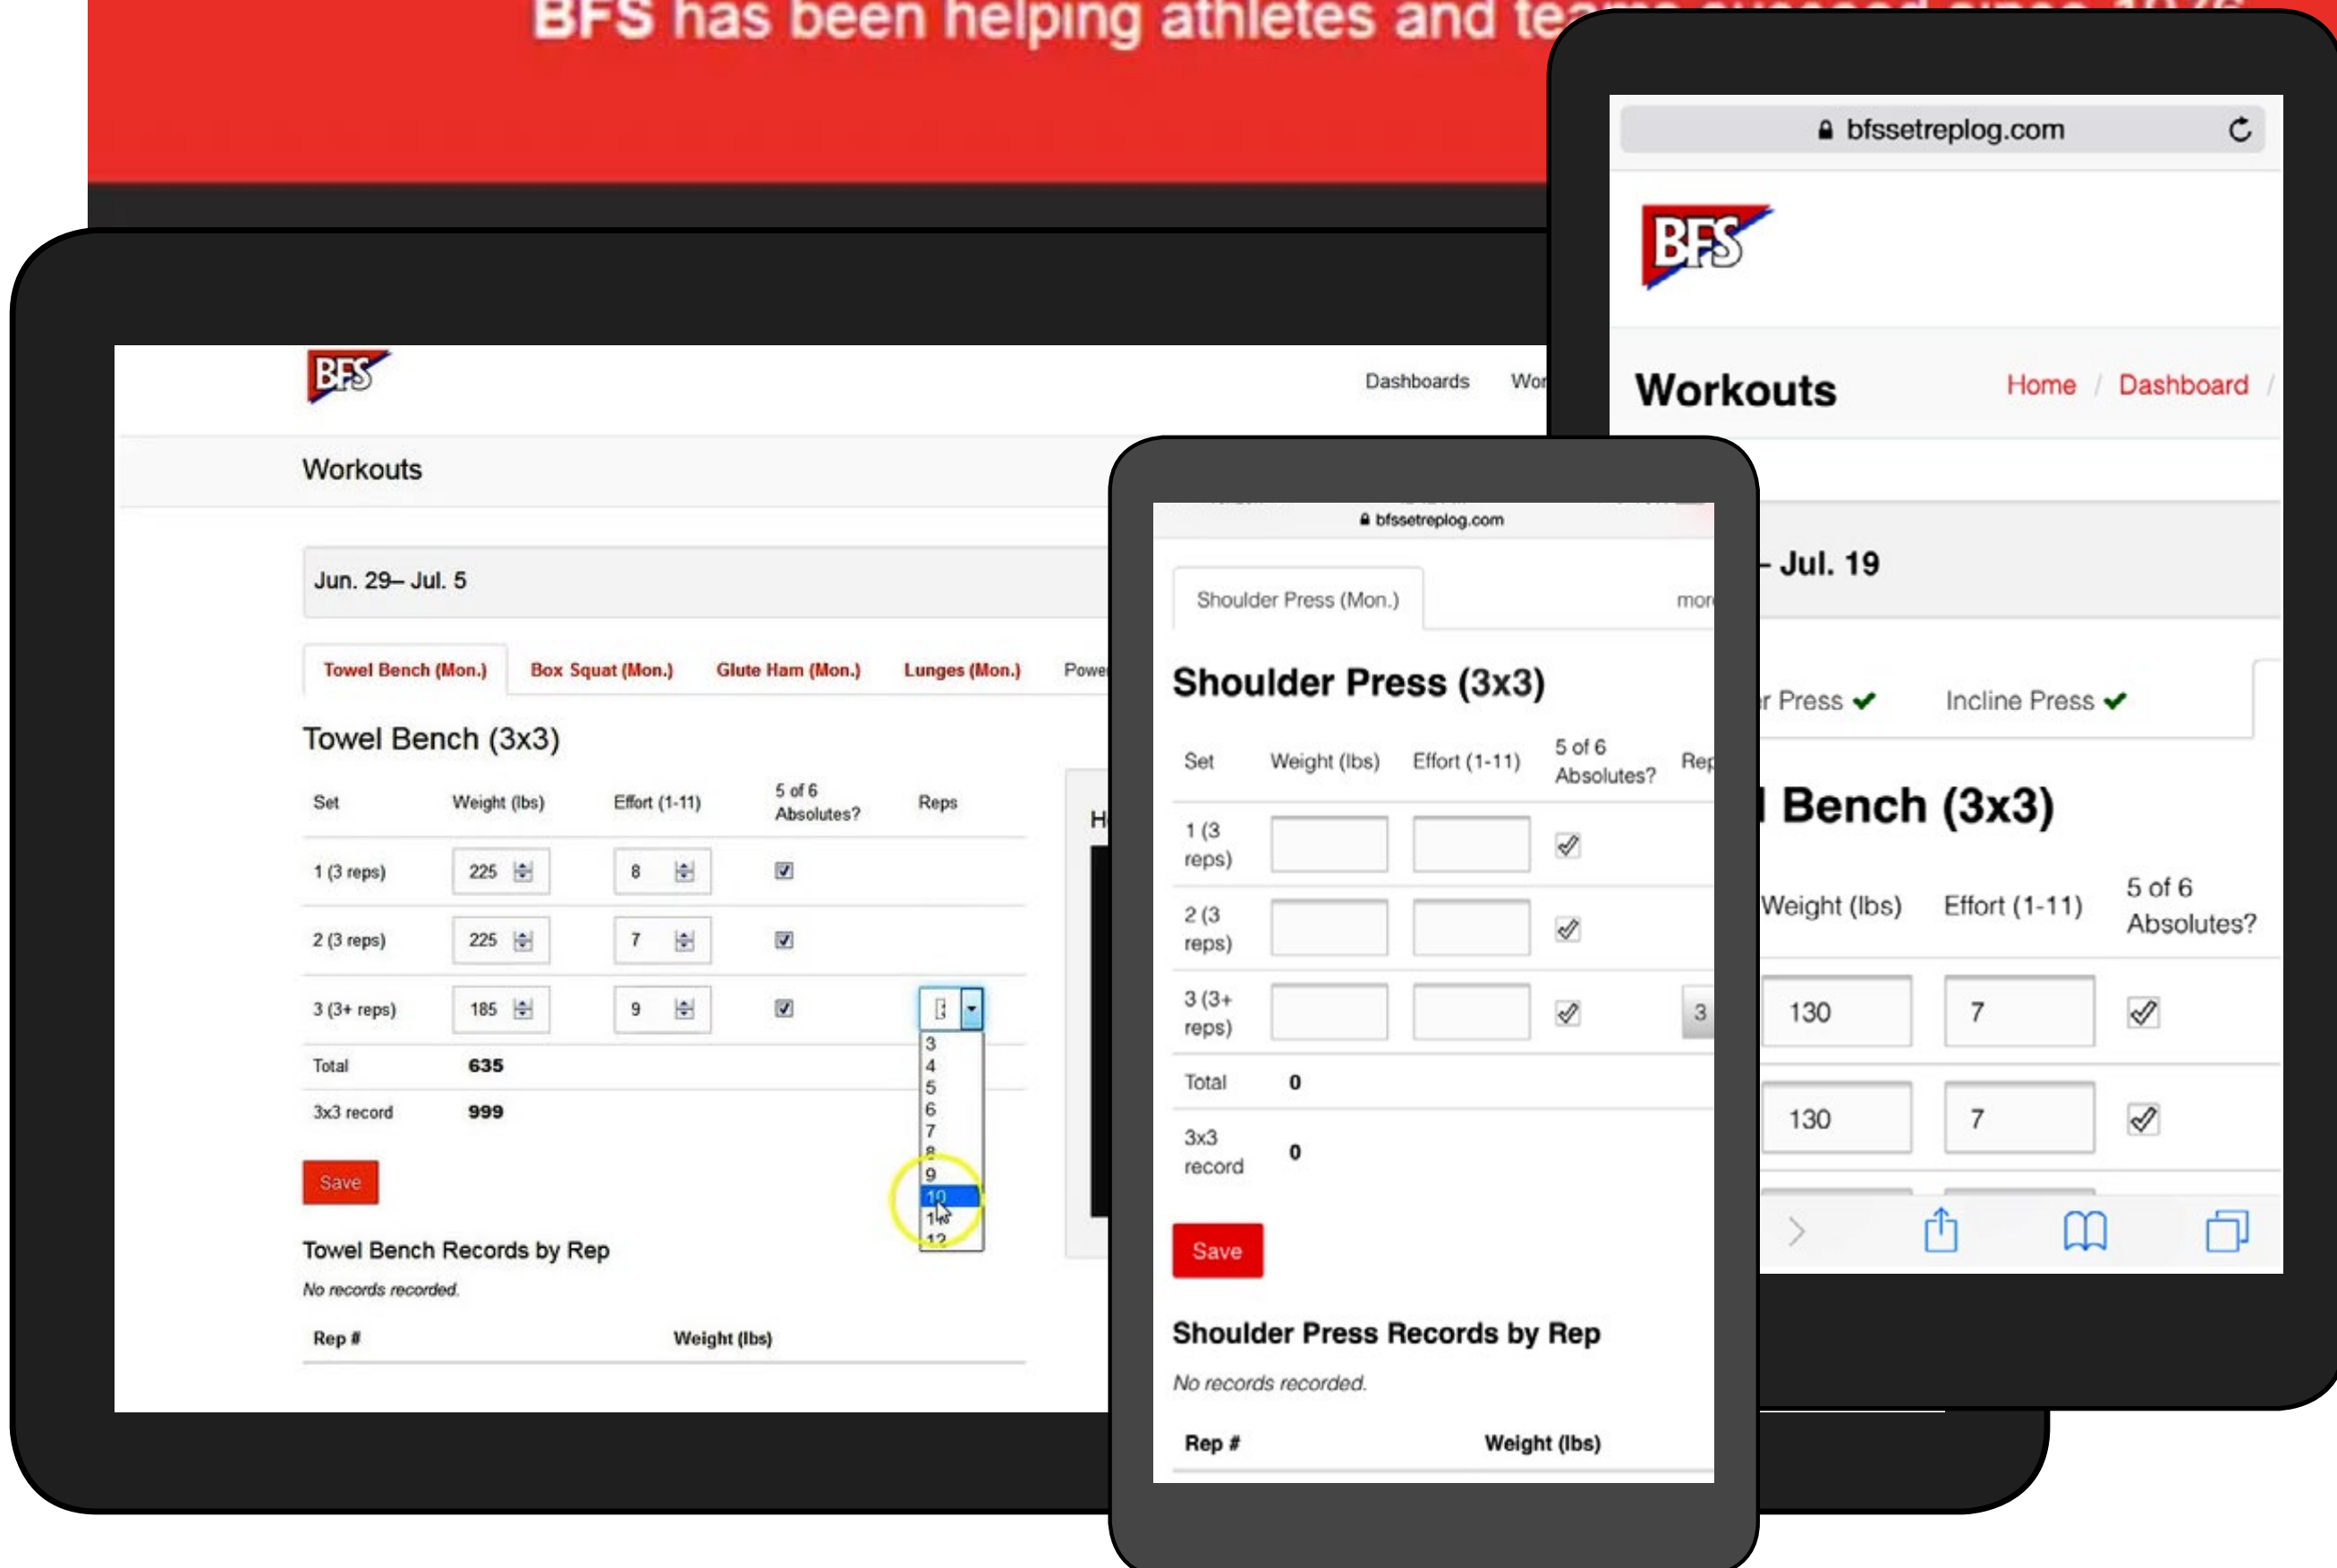 BFS has been helping athletes and
BFS
Dashboards
Workouts
Jun. 29– Jul. 5
Towel Bench (Mon.) Box Squat (Mon.) Glute Ham (Mon.) Lunges (Mon.)
Towel Bench (3x3)
Set Weight (lbs) Effort (1-11) 5 of 6 Absolutes? Reps
1 (3 reps) 225 8
2 (3 reps) 225 7
3 (3+ reps) 185 9
3
4
5
6
7
8
9
10
12
Total 635
3x3 record 999
Save
Towel Bench Records by Rep
No records recorded.
Rep # Weight (lbs)
bfssetreplog.com
Shoulder Press (Mon.)
Shoulder Press (3x3)
Set Weight (lbs) Effort (1-11) 5 of 6 Absolutes?
1 (3 reps)
2 (3 reps)
3 (3+ reps) 3
Total 0
3x3 record 0
Save
Shoulder Press Records by Rep
No records recorded.
Rep # Weight (lbs)
bfssetreplog.com
BFS
Workouts Home / Dashboard /
– Jul. 19
Press Incline Press
Bench (3x3)
Weight (lbs) Effort (1-11) 5 of 6 Absolutes?
130 7
130 7